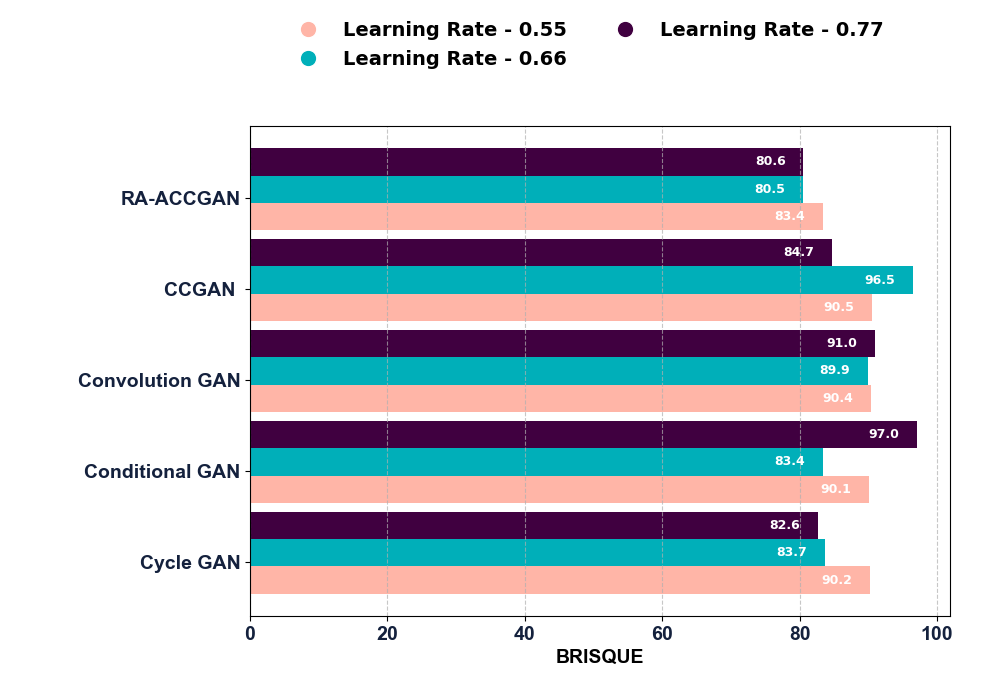 Learning Rate - 0.55
Learning Rate - 0.77
Learning Rate - 0.66
RA-ACCGAN
80.6
80.5
83.4
CCGAN
84.7
96.5
90.5
Convolution GAN
91.0
89.9
90.4
Conditional GAN
97.0
83.4
90.1
Cycle GAN
82.6
83.7
90.2
0 20 40 60 80 100
BRISQUE